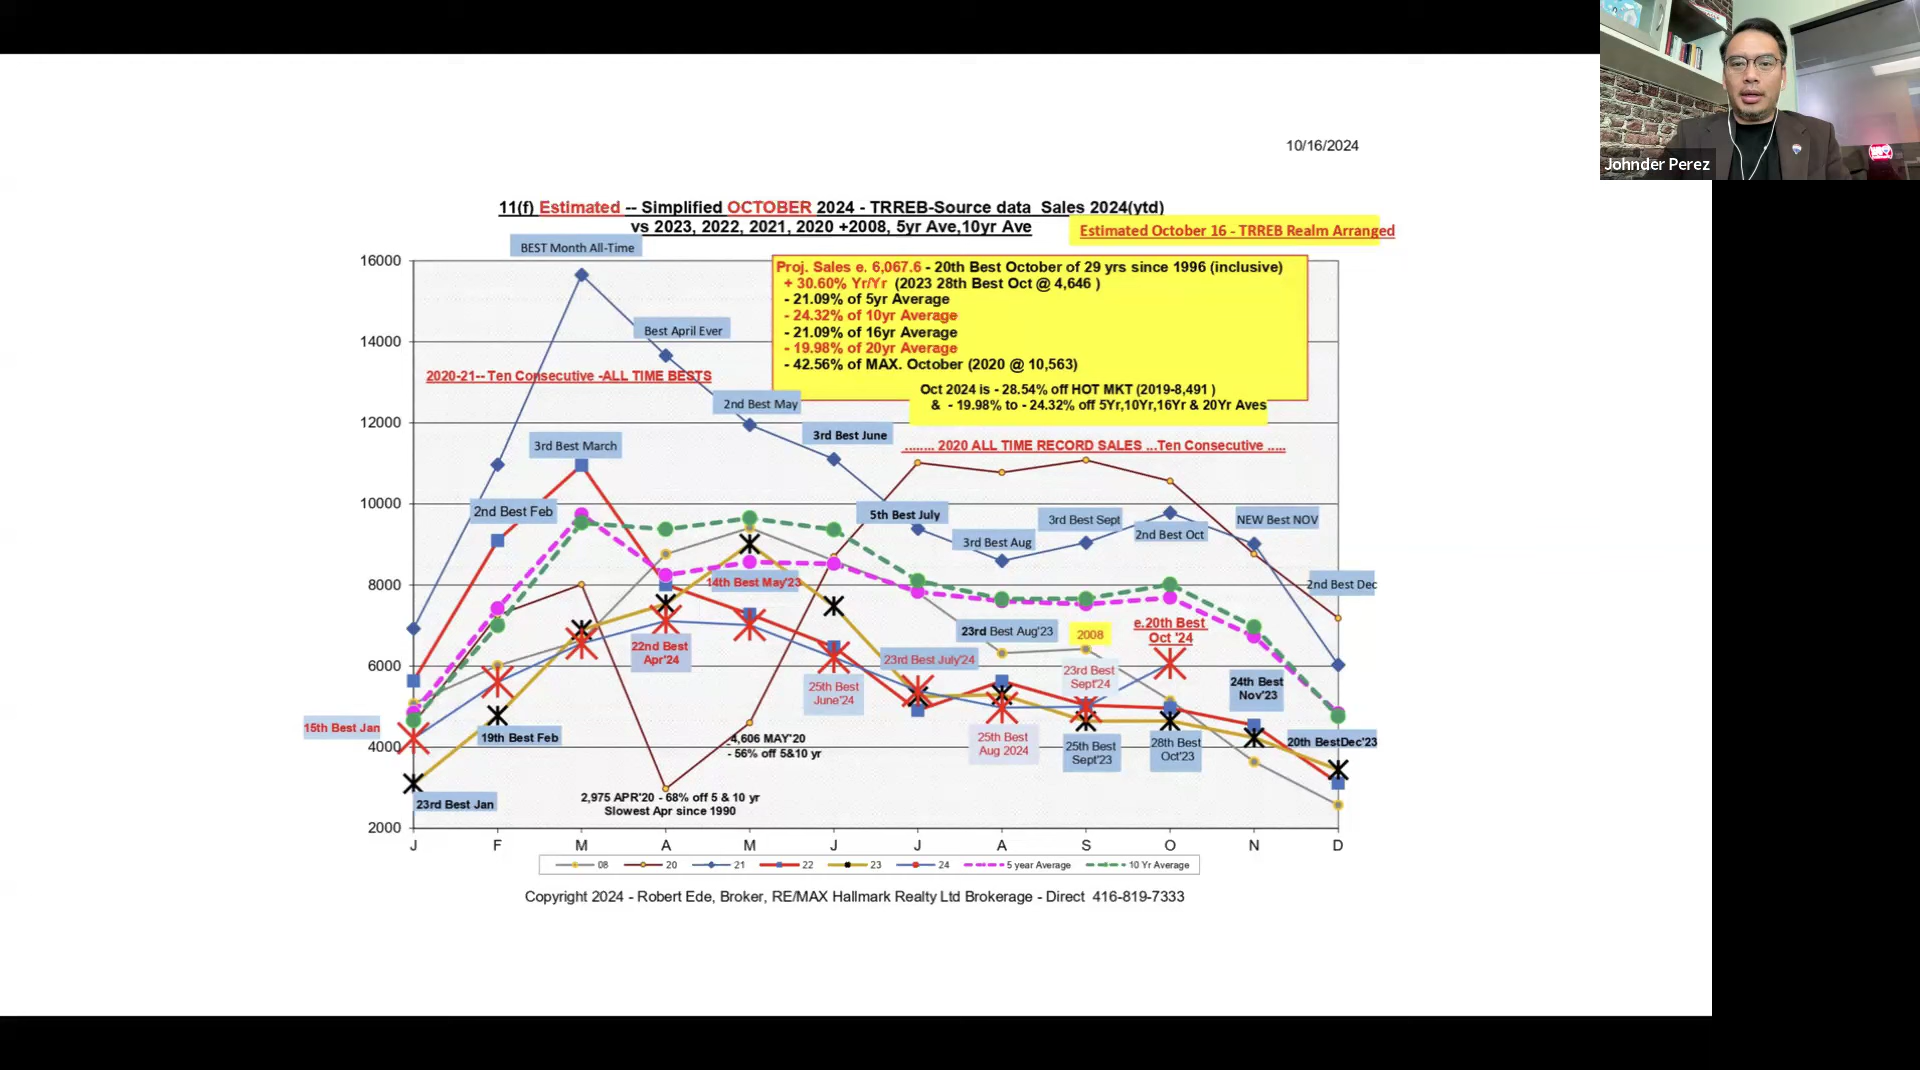 Johnder Perez
10/16/2024
11(f) Estimated -- Simplified OCTOBER 2024 - TRREB-Source data Sales 2024(ytd)
vs 2023, 2022, 2021, 2020 +2008, 5yr Ave,10yr Ave
Estimated October 16 - TRREB Realm Arranged
BEST Month All-Time
Proj. Sales e. 6,067.6 - 20th Best October of 29 yrs since 1996 (inclusive)
+ 30.60% Yr/Yr (2023 28th Best Oct @ 4,646 )
- 21.09% of 5yr Average
- 24.32% of 10yr Average
- 21.09% of 16yr Average
- 19.98% of 20yr Average
- 42.56% of MAX. October (2020 @ 10,563)
Oct 2024 is - 28.54% off HOT MKT (2019-8,491 )
& - 19.98% to - 24.32% off 5Yr,10Yr,16Yr & 20Yr Aves
16000
14000
12000
10000
8000
6000
4000
2000
Best April Ever
2020-21-- Ten Consecutive -ALL TIME BESTS
2nd Best May
3rd Best June
3rd Best March
........ 2020 ALL TIME RECORD SALES ...Ten Consecutive .....
2nd Best Feb
5th Best July
3rd Best Aug
3rd Best Sept
2nd Best Oct
NEW Best NOV
2nd Best Dec
14th Best May'23
22nd Best
Apr'24
23rd Best Aug'23
2008
e.20th Best
Oct '24
23rd Best July'24
23rd Best
Sept'24
25th Best
June'24
24th Best
Nov'23
15th Best Jan
19th Best Feb
4,606 MAY'20
- 56% off 5&10 yr
25th Best
Aug 2024
25th Best
Sept'23
28th Best
Oct'23
20th BestDec'23
23rd Best Jan
2,975 APR'20 - 68% off 5 & 10 yr
Slowest Apr since 1990
J F M A M J J A S O N D
08 20 21 22 23 24 5 year Average 10 Yr Average
Copyright 2024 - Robert Ede, Broker, RE/MAX Hallmark Realty Ltd Brokerage - Direct 416-819-7333